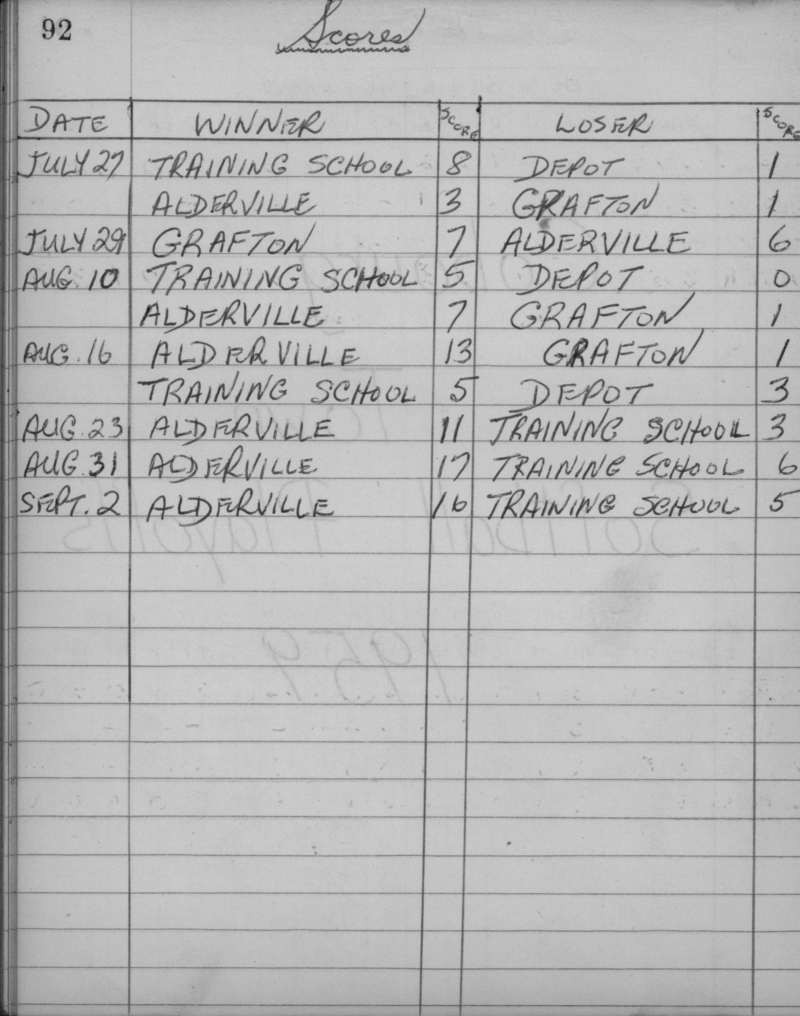 92
Scores
DATE WINNER SCORE LOSER SCORE
JULY 27 TRAINING SCHOOL 8 DEPOT 1
ALDERVILLE 3 GRAFTON 1
JULY 29 GRAFTON 7 ALDERVILLE 6
AUG. 10 TRAINING SCHOOL 5 DEPOT 0
ALDERVILLE 7 GRAFTON 1
AUG. 16 ALDERVILLE 13 GRAFTON 1
TRAINING SCHOOL 5 DEPOT 3
AUG. 23 ALDERVILLE 11 TRAINING SCHOOL 3
AUG. 31 ALDERVILLE 17 TRAINING SCHOOL 6
SEPT. 2 ALDERVILLE 16 TRAINING SCHOOL 5